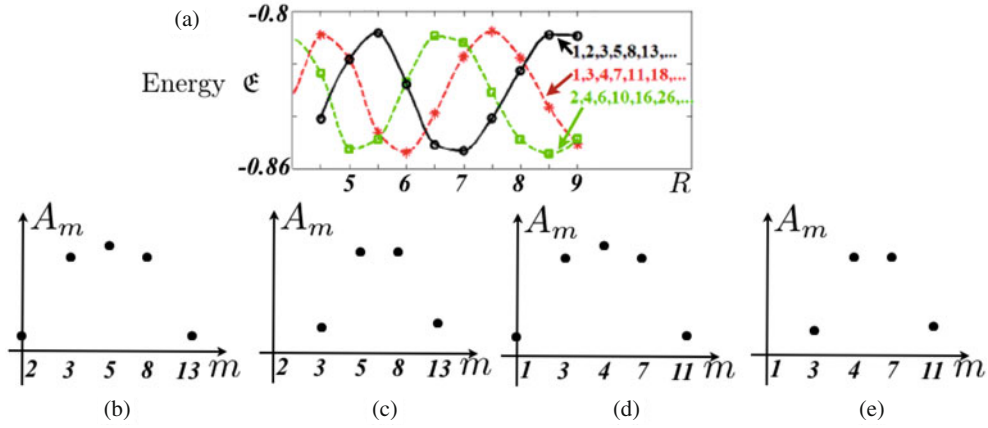 (a)
-0.8
Energy 𝔈
-0.86
1,2,3,5,8,13,...
1,3,4,7,11,18,...
2,4,6,10,16,26,...
5 6 7 8 9 R
A_m
2 3 5 8 13 m
(b)
A_m
2 3 5 8 13 m
(c)
A_m
1 3 4 7 11 m
(d)
A_m
1 3 4 7 11 m
(e)